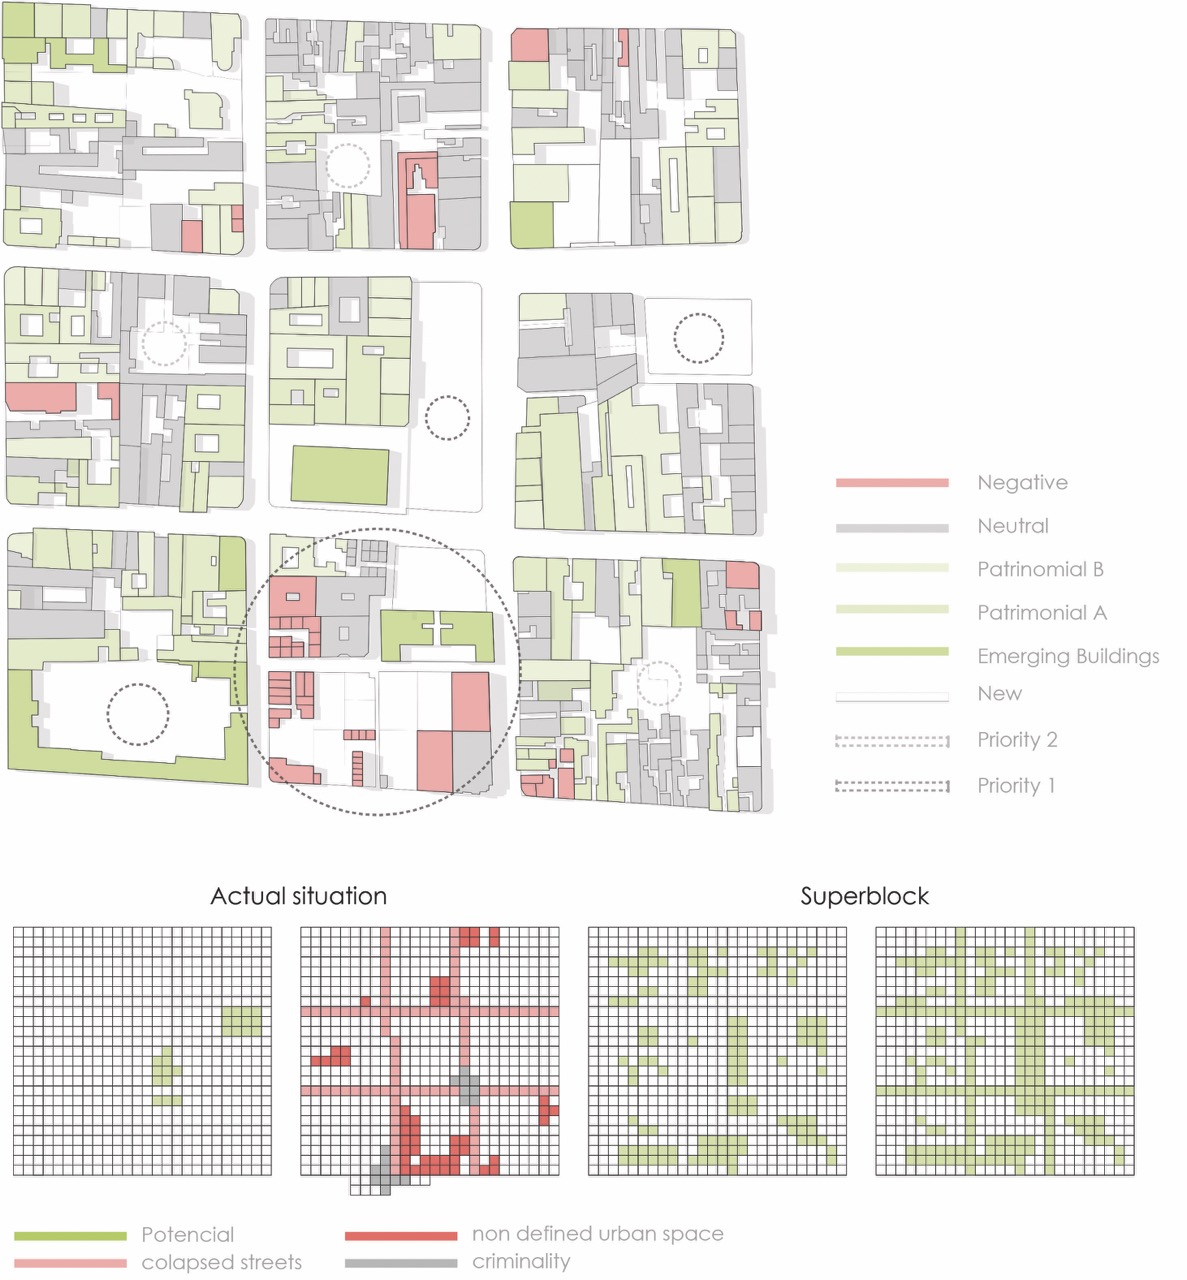 Negative
Neutral
Patrinomial B
Patrimonial A
Emerging Buildings
New
Priority 2
Priority 1
Actual situation
Superblock
Potencial
non defined urban space
colapsed streets
criminality